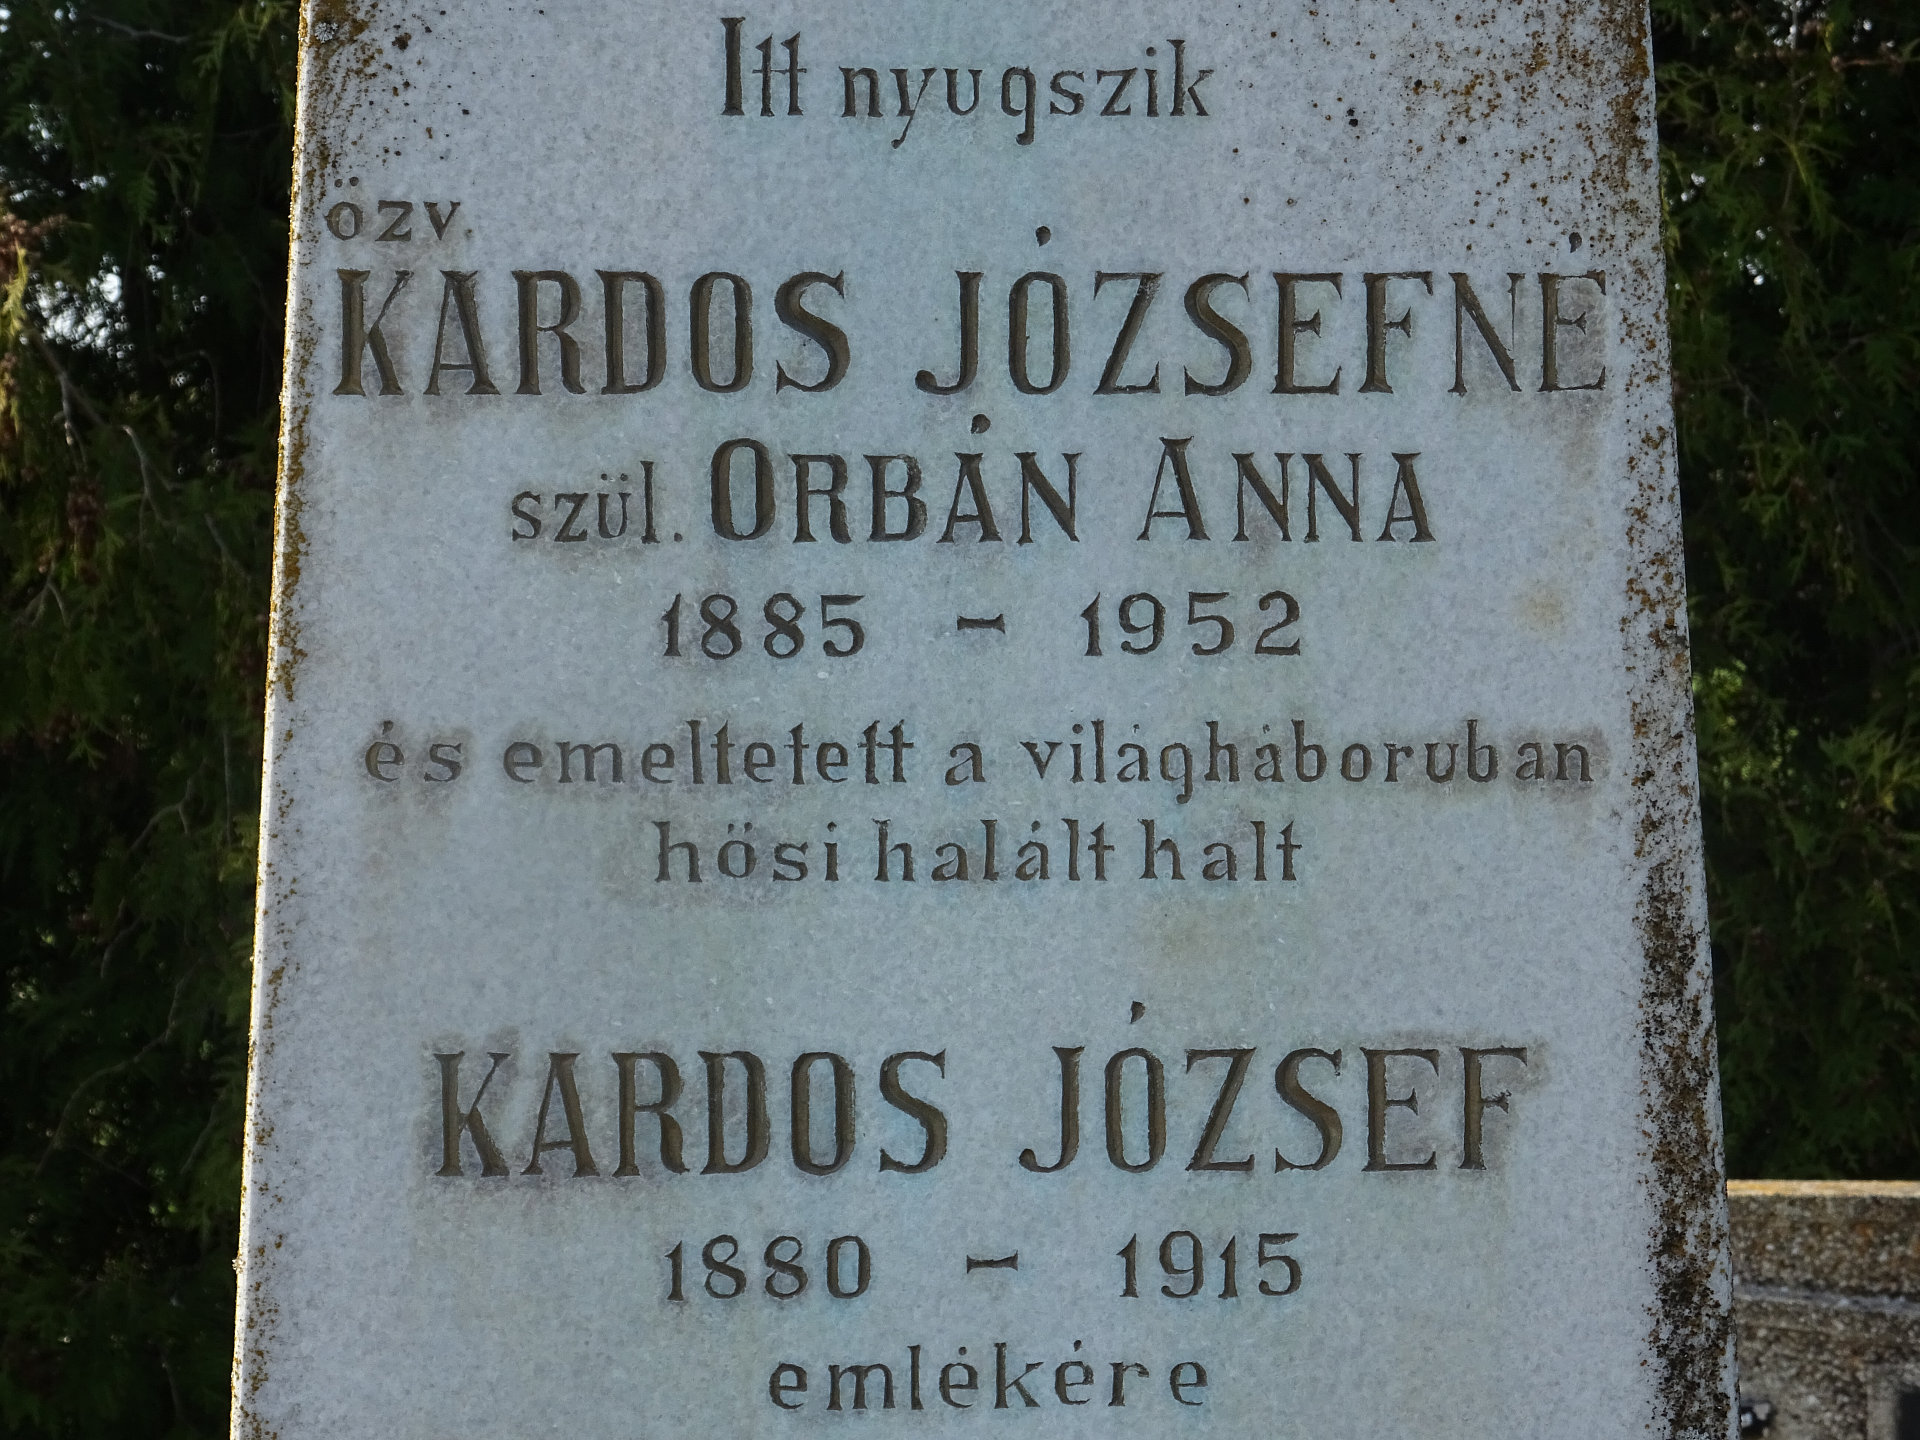 Itt nyugszik
özv
KARDOS JÓZSEFNÉ
szül. ORBÁN ANNA
1885 - 1952
és emeltetett a világháboruban
hösi halált halt
KARDOS JÓZSEF
1880 - 1915
emlékére